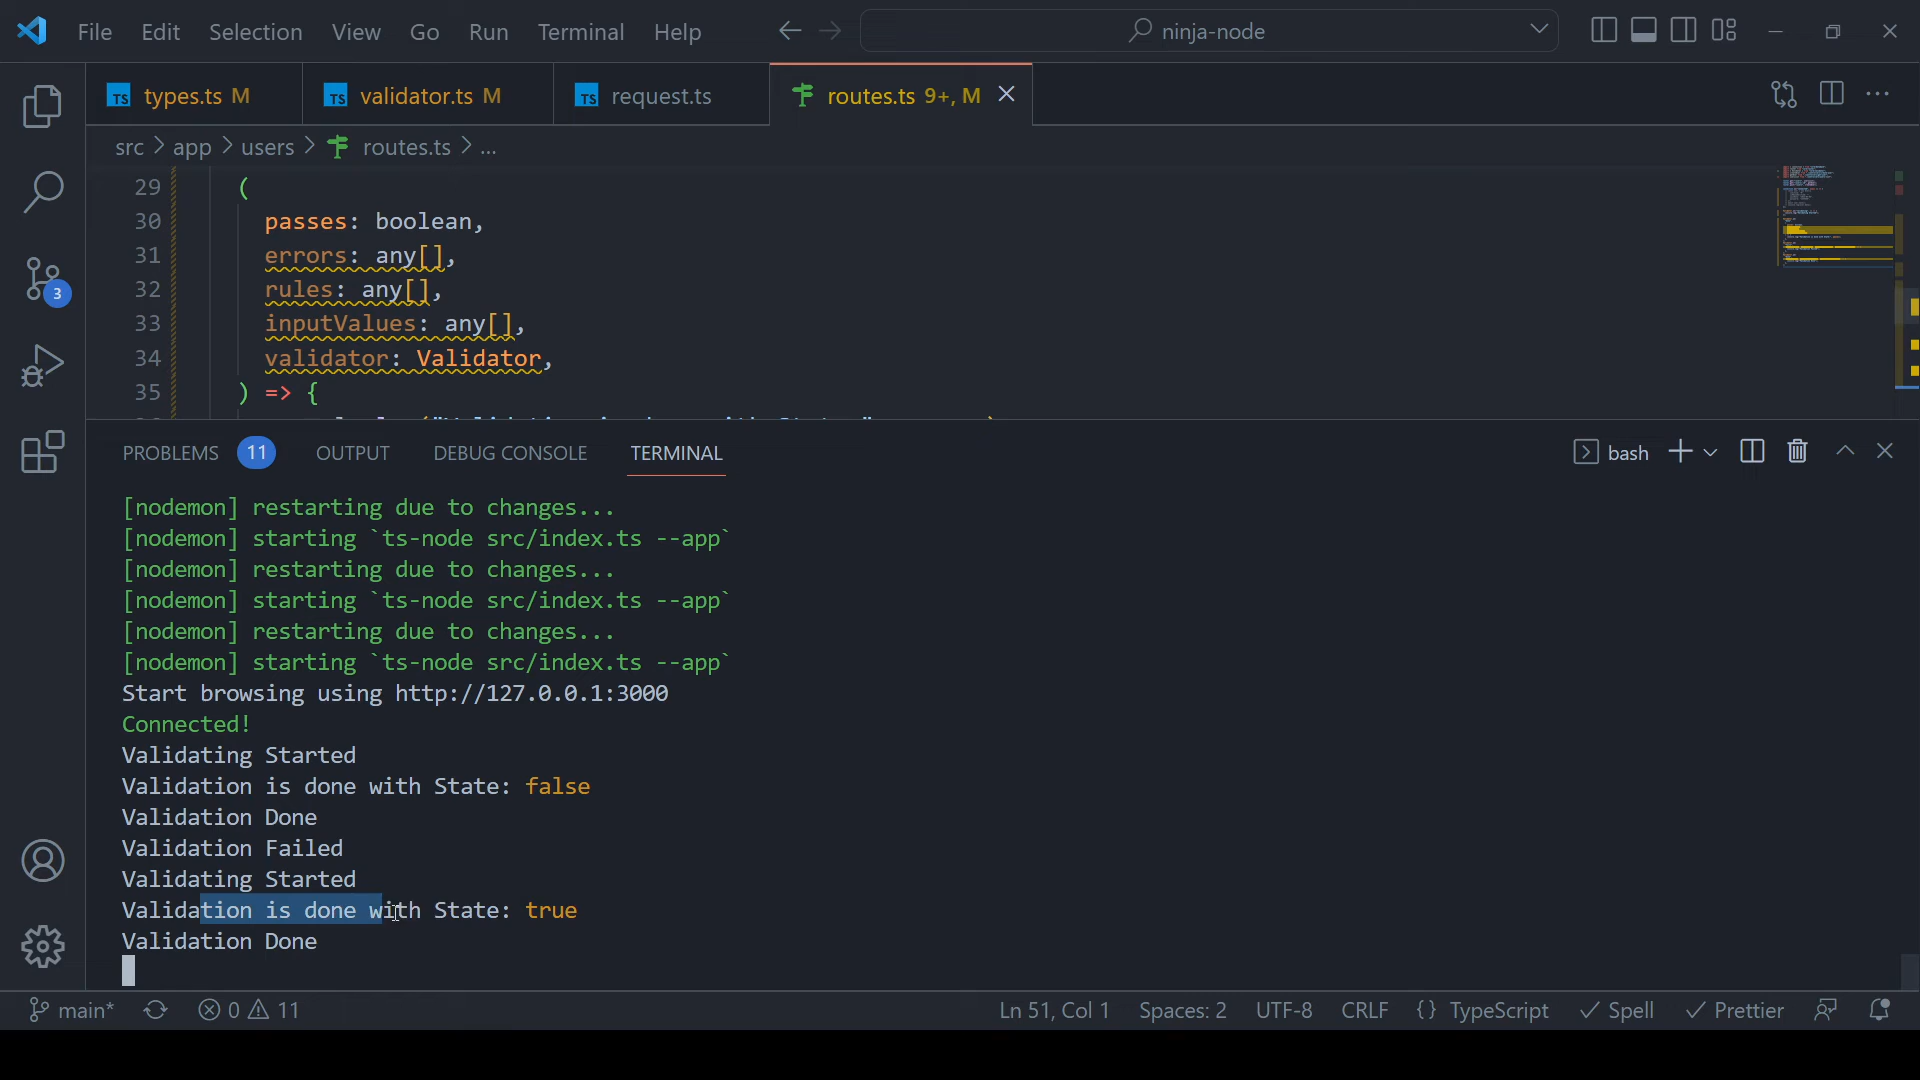 File Edit Selection View Go Run Terminal Help
ninja-node
TS types.ts M
TS validator.ts M
TS request.ts
routes.ts 9+, M
src > app > users > routes.ts > ...
29 (
30 passes: boolean,
31 errors: any[],
32 rules: any[],
33 inputValues: any[],
34 validator: Validator,
35 ) => {
3
PROBLEMS 11 OUTPUT DEBUG CONSOLE TERMINAL
bash
[nodemon] restarting due to changes...
[nodemon] starting `ts-node src/index.ts --app`
[nodemon] restarting due to changes...
[nodemon] starting `ts-node src/index.ts --app`
[nodemon] restarting due to changes...
[nodemon] starting `ts-node src/index.ts --app`
Start browsing using http://127.0.0.1:3000
Connected!
Validating Started
Validation is done with State: false
Validation Done
Validation Failed
Validating Started
Validation is done with State: true
Validation Done
main* 0 11
Ln 51, Col 1 Spaces: 2 UTF-8 CRLF {} TypeScript Spell Prettier